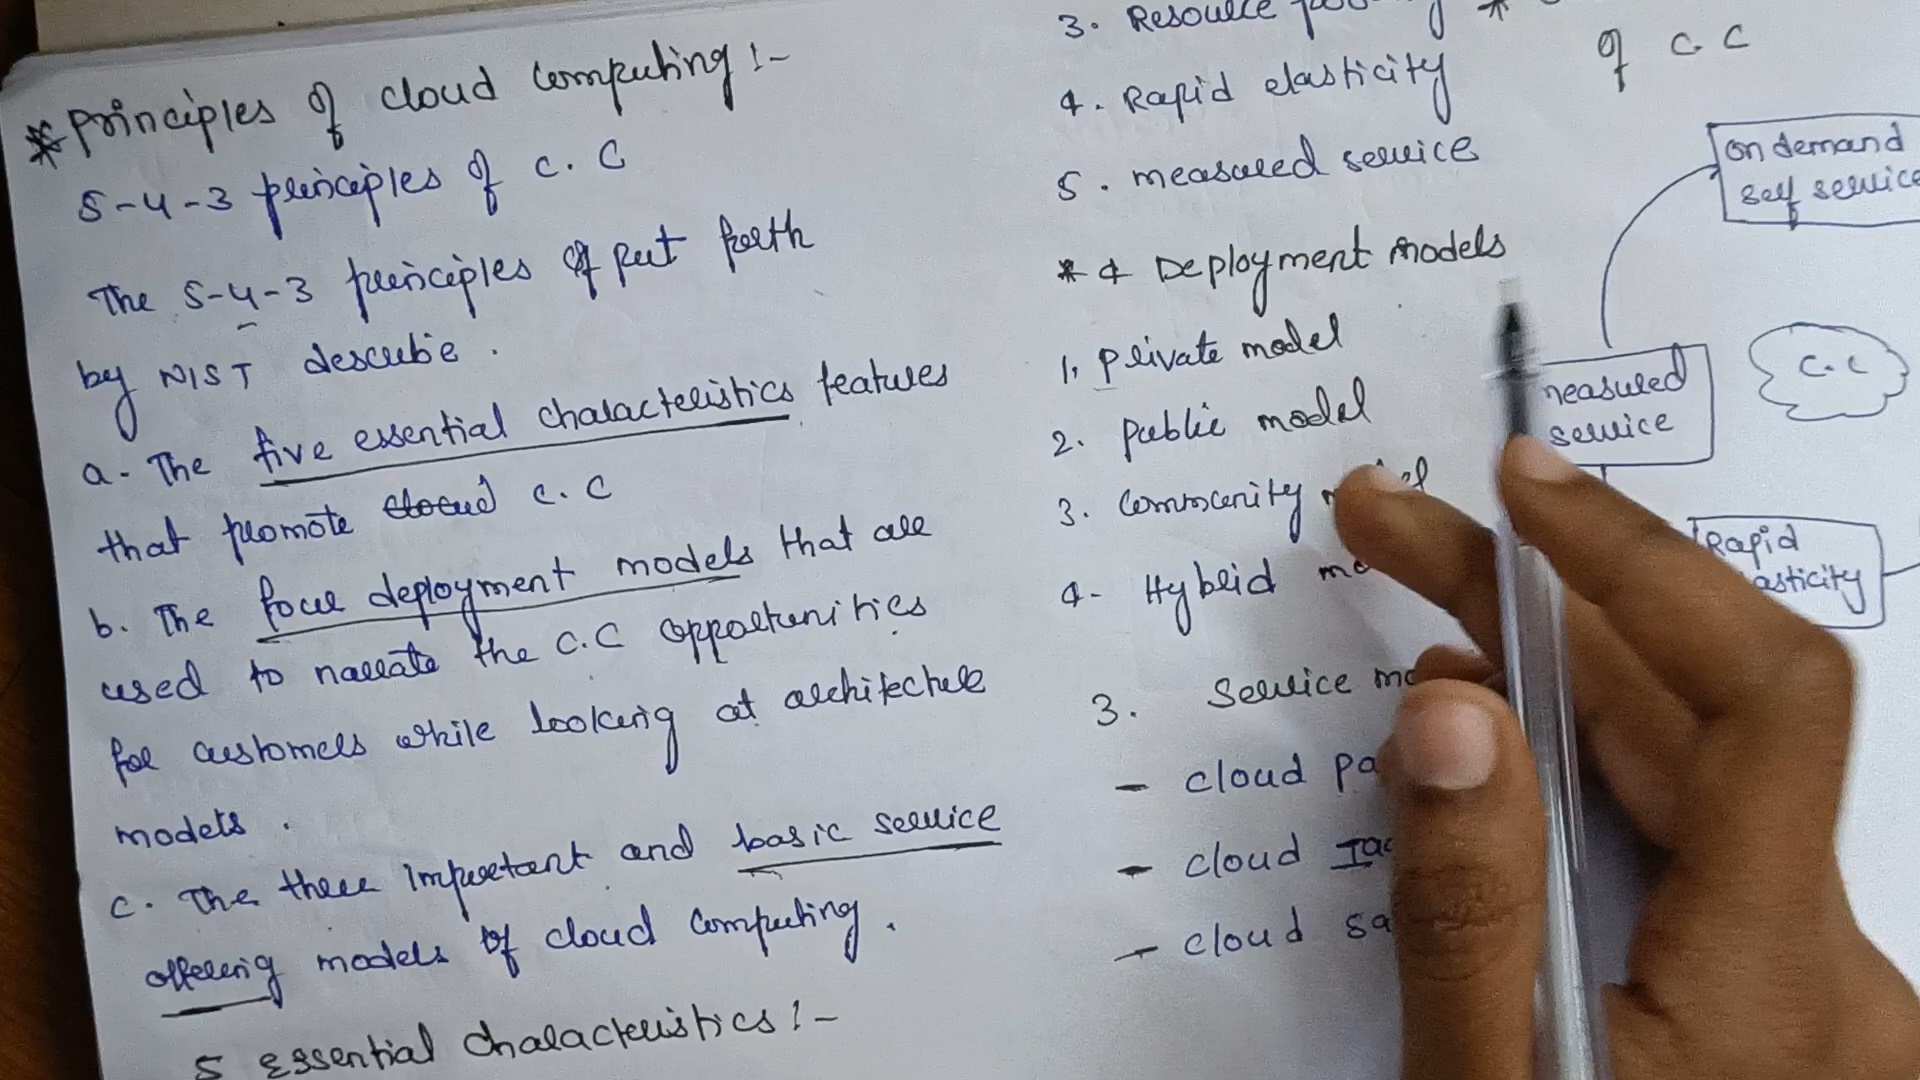 * Principles of cloud computing :-
5-4-3 principles of C.C
The 5-4-3 principles of put forth
by NIST describe.
a. The five essential characteristics features
that promote cloud C.C
b. The four deployment models that are
used to narrate the C.C opportunities
for customers while looking at architecture
models.
c. The three important and basic service
offering models of cloud computing.
5 Essential characteristics :-
3. Resource
4. Rapid elasticity
5. measured service
* 4 Deployment models
1. Private model
2. Public model
3. Community
4. Hybrid
3. Service
- cloud
- cloud
- cloud
of C.C
on demand
self service
measured
service
C.C
Rapid
elasticity